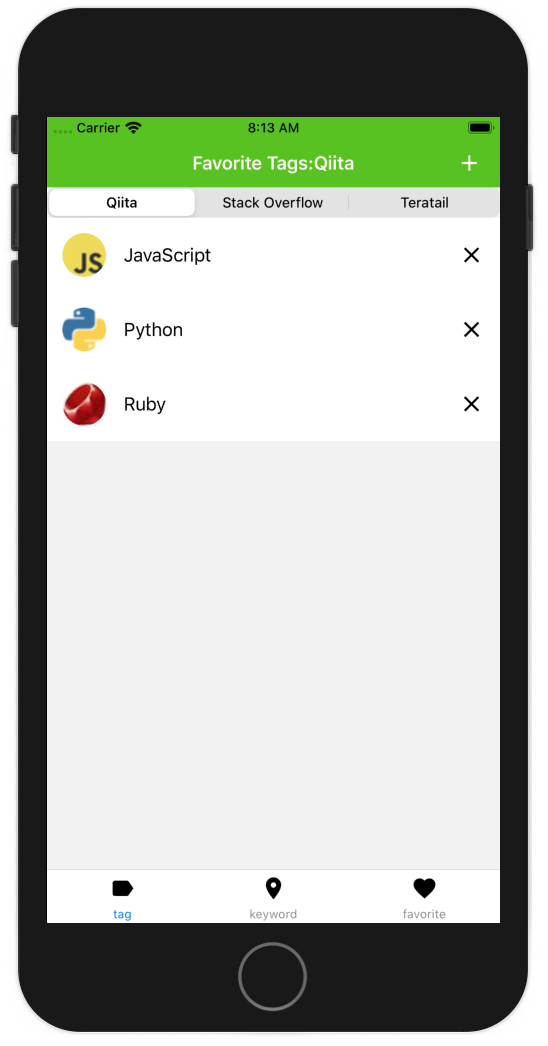 Carrier 8:13 AM
Favorite Tags:Qiita
Qiita Stack Overflow Teratail
JS JavaScript
Python
Ruby
tag keyword favorite